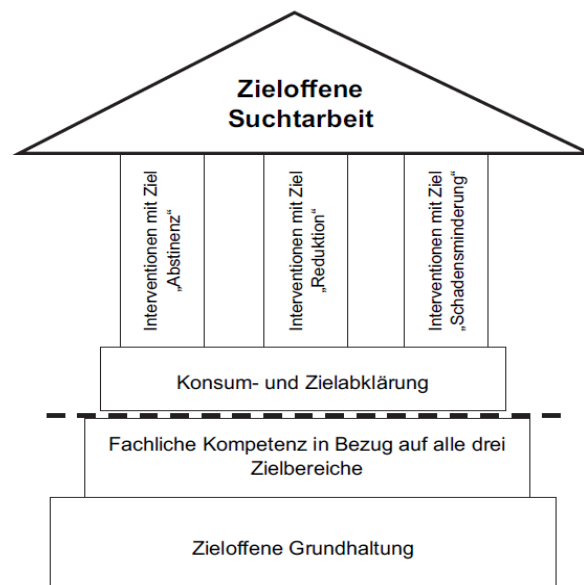 Zieloffene
Suchtarbeit
Interventionen mit Ziel
„Abstinenz“
Interventionen mit Ziel
„Reduktion“
Interventionen mit Ziel
„Schadensminderung“
Konsum- und Zielabklärung
Fachliche Kompetenz in Bezug auf alle drei
Zielbereiche
Zieloffene Grundhaltung